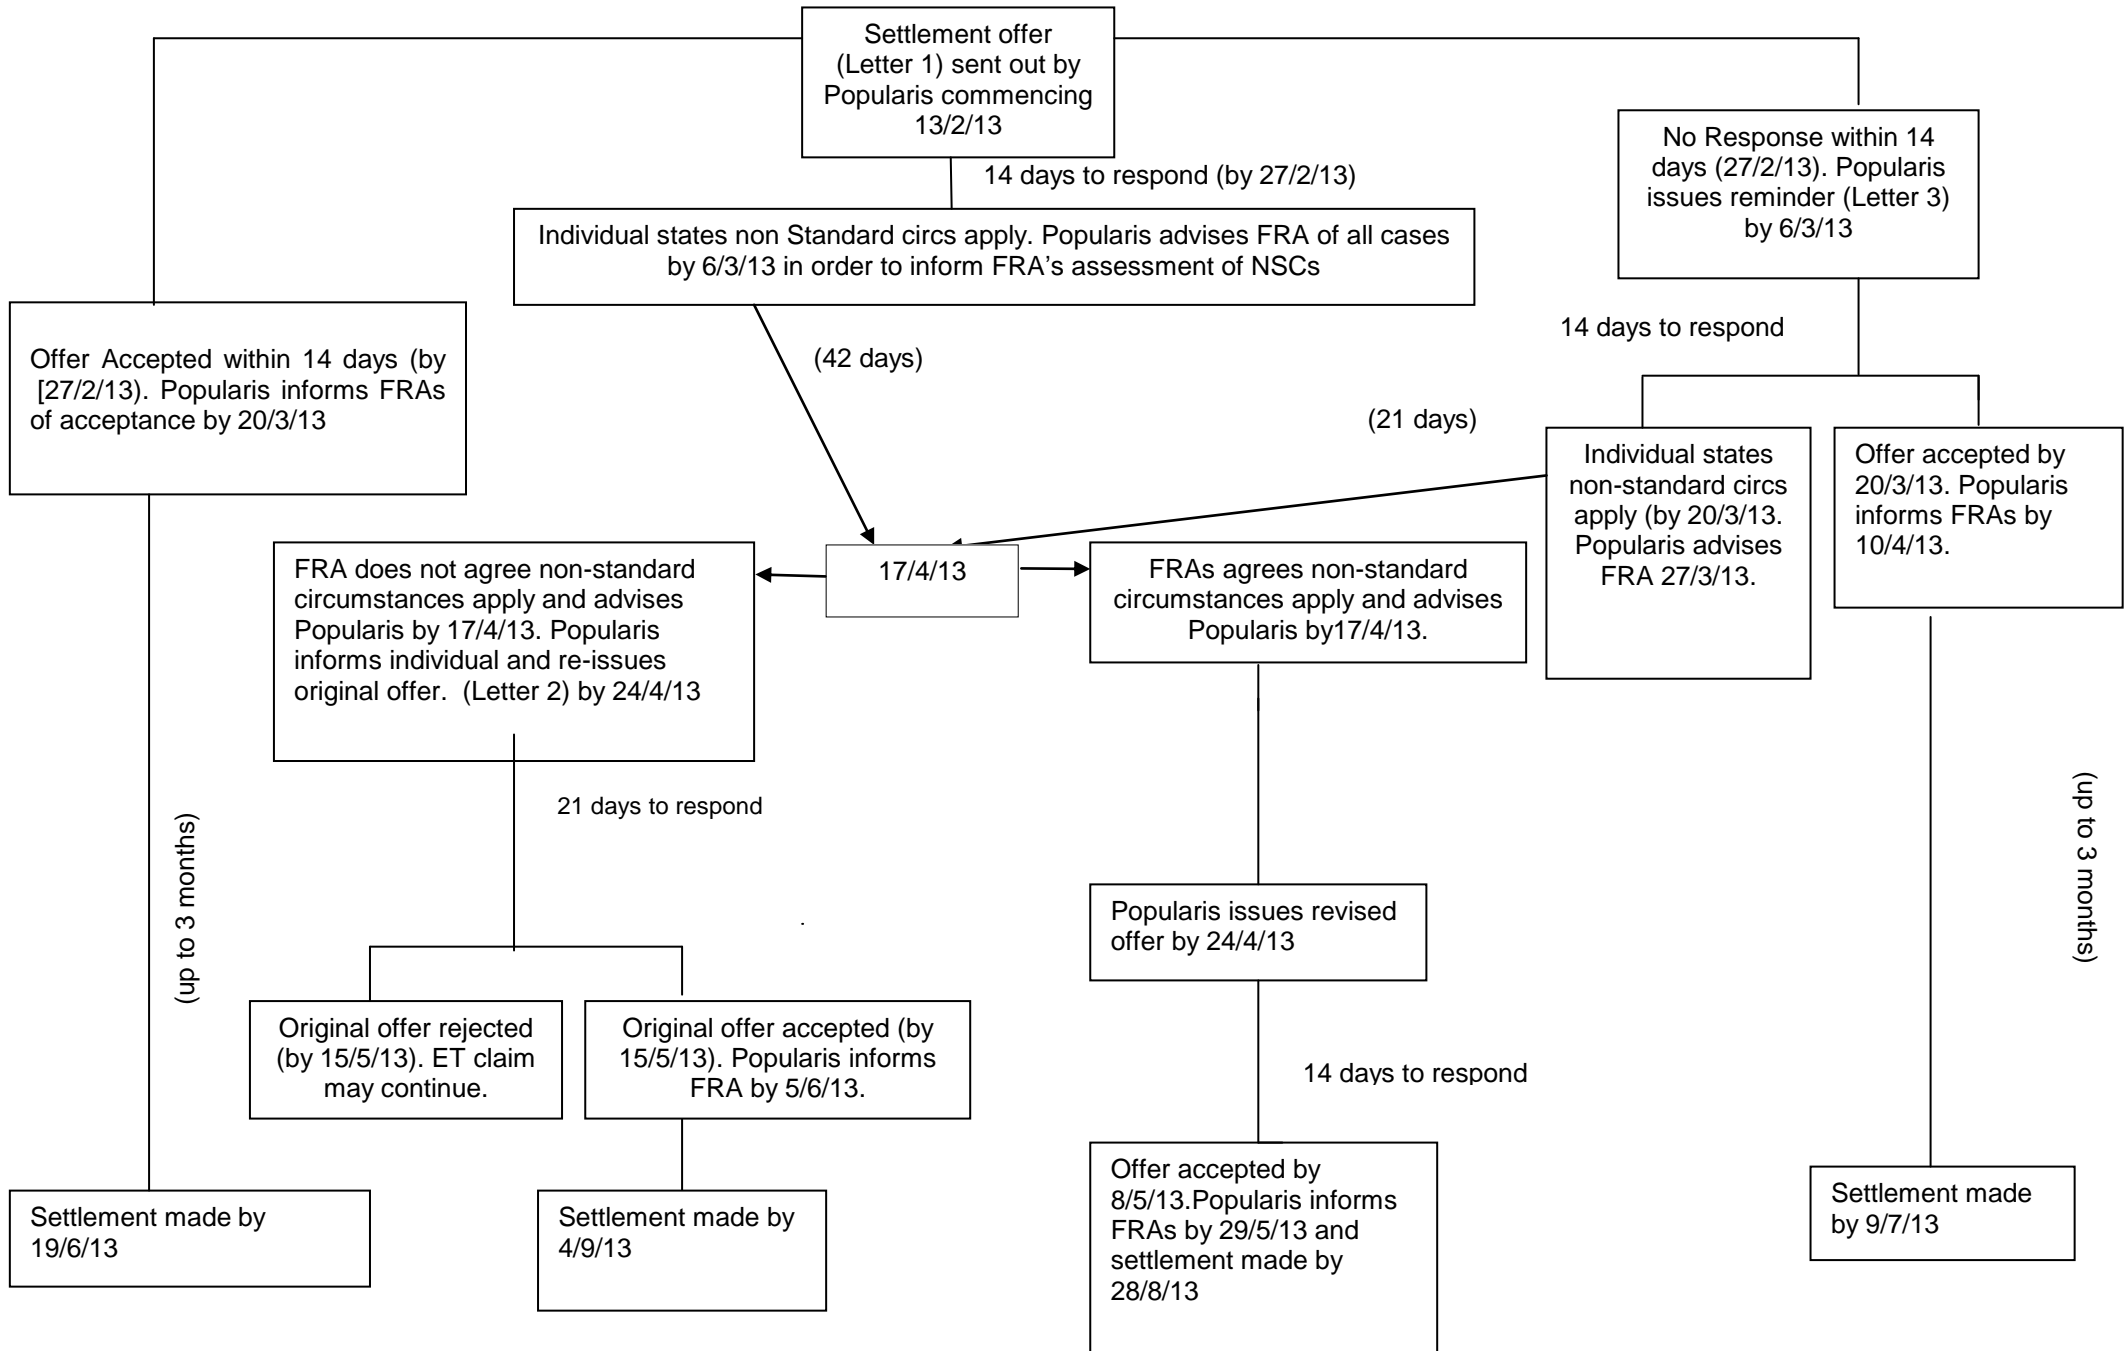 Settlement offer
(Letter 1) sent out by
Popularis commencing
13/2/13
14 days to respond (by 27/2/13)
No Response within 14
days (27/2/13). Popularis
issues reminder (Letter 3)
by 6/3/13
Individual states non Standard circs apply. Popularis advises FRA of all cases
by 6/3/13 in order to inform FRA’s assessment of NSCs
14 days to respond
Offer Accepted within 14 days (by
[27/2/13). Popularis informs FRAs
of acceptance by 20/3/13
(42 days)
(21 days)
Individual states
non-standard circs
apply (by 20/3/13.
Popularis advises
FRA 27/3/13.
Offer accepted by
20/3/13. Popularis
informs FRAs by
10/4/13.
FRA does not agree non-standard
circumstances apply and advises
Popularis by 17/4/13. Popularis
informs individual and re-issues
original offer.  (Letter 2) by 24/4/13
17/4/13
FRAs agrees non-standard
circumstances apply and advises
Popularis by17/4/13.
21 days to respond
(up to 3 months)
(up to 3 months)
Popularis issues revised
offer by 24/4/13
Original offer rejected
(by 15/5/13). ET claim
may continue.
Original offer accepted (by
15/5/13). Popularis informs
FRA by 5/6/13.
14 days to respond
Settlement made by
19/6/13
Settlement made by
4/9/13
Offer accepted by
8/5/13.Popularis informs
FRAs by 29/5/13 and
settlement made by
28/8/13
Settlement made
by 9/7/13